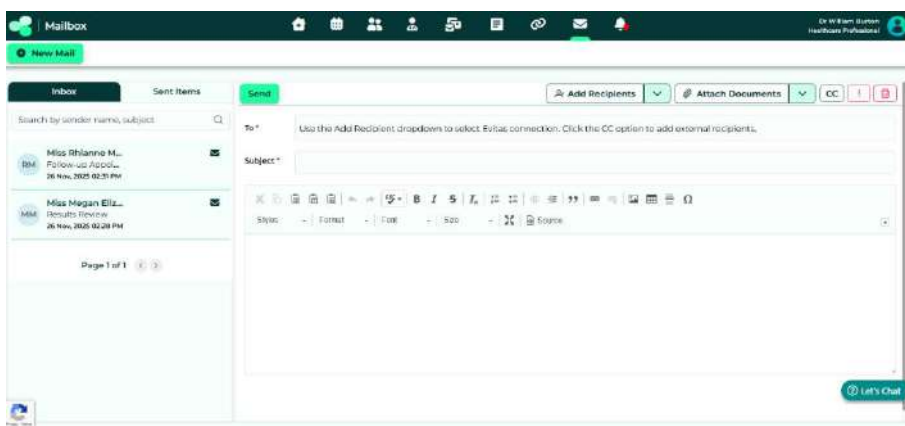 Mailbox
Dr William Burton
Healthcare Professional
New Mail
Inbox
Sent Items
Search by sender name, subject
RM
Miss Rhianne M...
Follow-up Appoi...
26 Nov, 2025 02:31 PM
MM
Miss Megan Eliz...
Results Review
26 Nov, 2025 02:20 PM
Page 1 of 1
Send
Add Recipients
Attach Documents
CC
!
To *
Use the Add Recipient dropdown to select Evitas connection. Click the CC option to add external recipients.
Subject *
B I S
Styles
Format
Font
Size
Source
Let's Chat